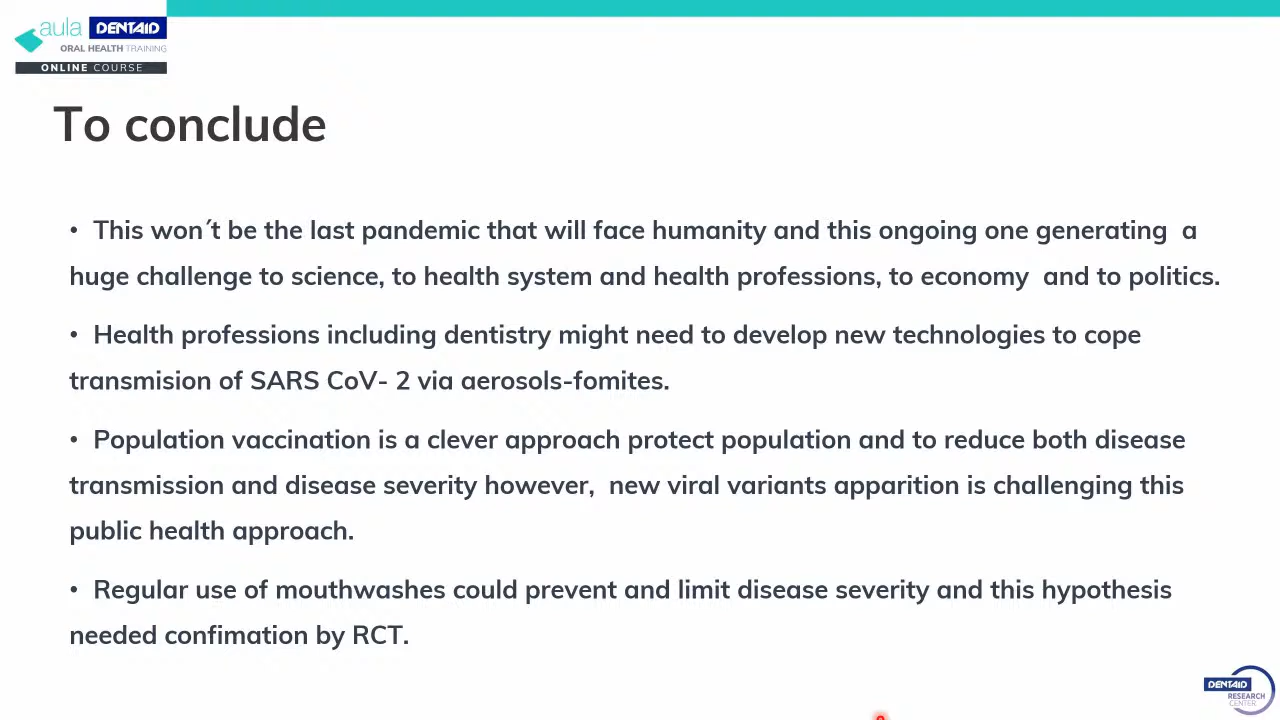 aula DENTAID
ORAL HEALTH TRAINING
ONLINE COURSE
To conclude
• This won´t be the last pandemic that will face humanity and this ongoing one generating  a
huge challenge to science, to health system and health professions, to economy  and to politics.
• Health professions including dentistry might need to develop new technologies to cope
transmision of SARS CoV- 2 via aerosols-fomites.
• Population vaccination is a clever approach protect population and to reduce both disease
transmission and disease severity however,  new viral variants apparition is challenging this
public health approach.
• Regular use of mouthwashes could prevent and limit disease severity and this hypothesis
needed confimation by RCT.
DENTAID
RESEARCH
CENTER